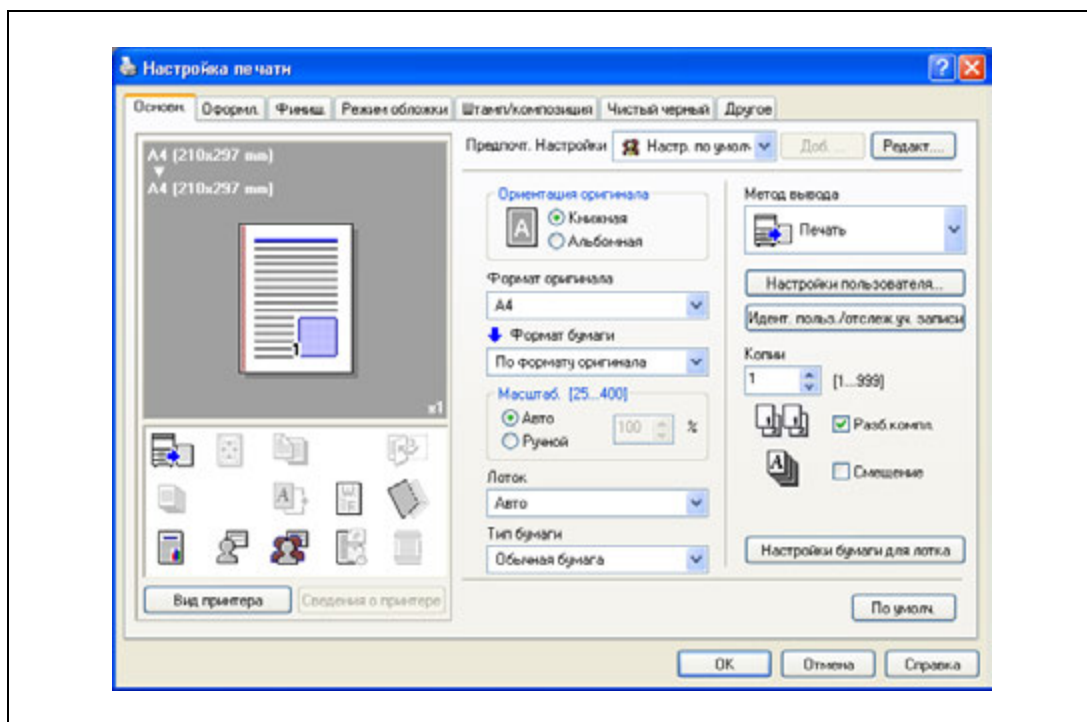 Настройка печати
Основн. Оформл. Финиш. Режим обложки Штамп/композиция Чистый черный Другое
A4 (210x297 mm)
A4 (210x297 mm)
x1
Вид принтера Сведения о принтере
Предпочт. Настройки Настр. по умолч Доб. ... Редакт....
Ориентация оригинала
A
Книжная
Альбомная
Формат оригинала
A4
Формат бумаги
По формату оригинала
Масштаб. [25...400]
Авто
Ручной
100 %
Лоток
Авто
Тип бумаги
Обычная бумага
Метод вывода
Печать
Настройки пользователя...
Идент. польз./отслеж.уч. записи
Копии
1 [1...999]
Разб.компл.
Смещение
Настройки бумаги для лотка
По умолч.
OK Отмена Справка